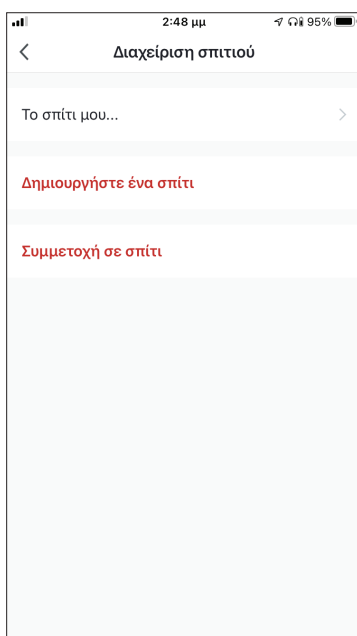 2:48 μμ 95%
Διαχείριση σπιτιού
Το σπίτι μου...
Δημιουργήστε ένα σπίτι
Συμμετοχή σε σπίτι